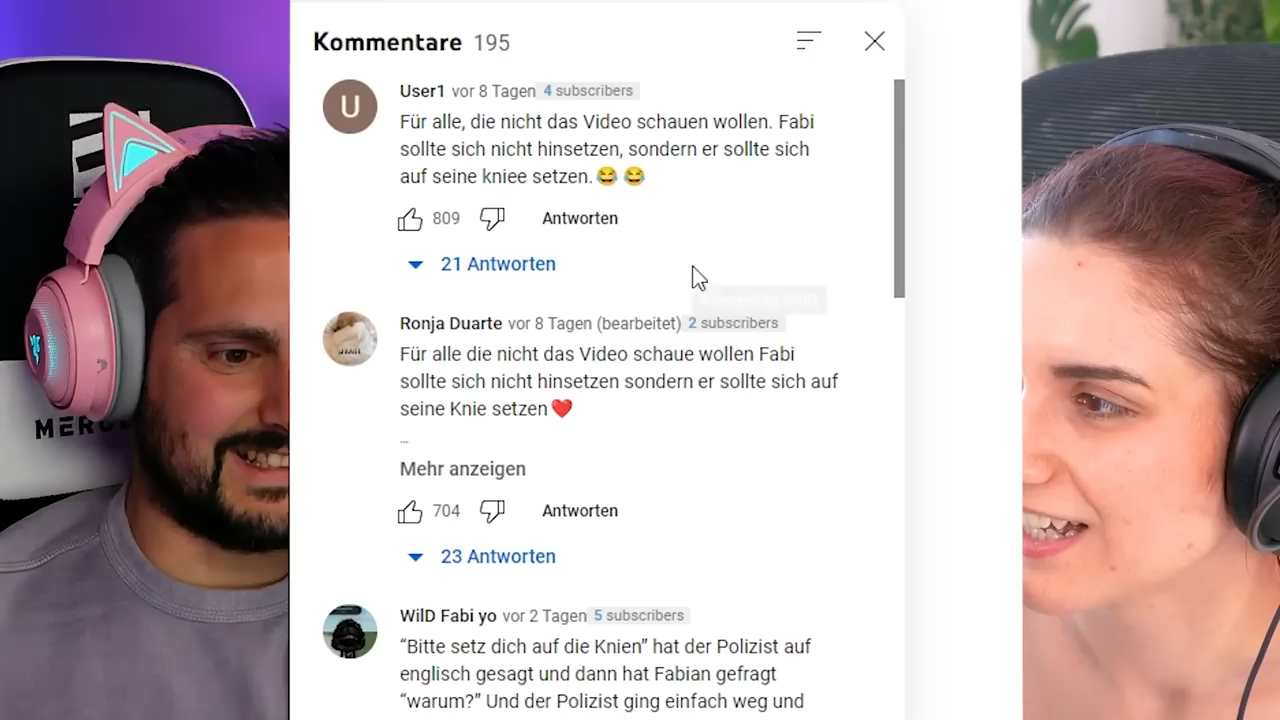 Kommentare 195
User1 vor 8 Tagen 4 subscribers
Für alle, die nicht das Video schauen wollen. Fabi
sollte sich nicht hinsetzen, sondern er sollte sich
auf seine kniee setzen.😂 😂
809 Antworten
21 Antworten
Ronja Duarte vor 8 Tagen (bearbeitet) 2 subscribers
Für alle die nicht das Video schaue wollen Fabi
sollte sich nicht hinsetzen sondern er sollte sich auf
seine Knie setzen❤️
...
Mehr anzeigen
704 Antworten
23 Antworten
WilD Fabi yo vor 2 Tagen 5 subscribers
“Bitte setz dich auf die Knien” hat der Polizist auf
englisch gesagt und dann hat Fabian gefragt
“warum?” Und der Polizist ging einfach weg und
U